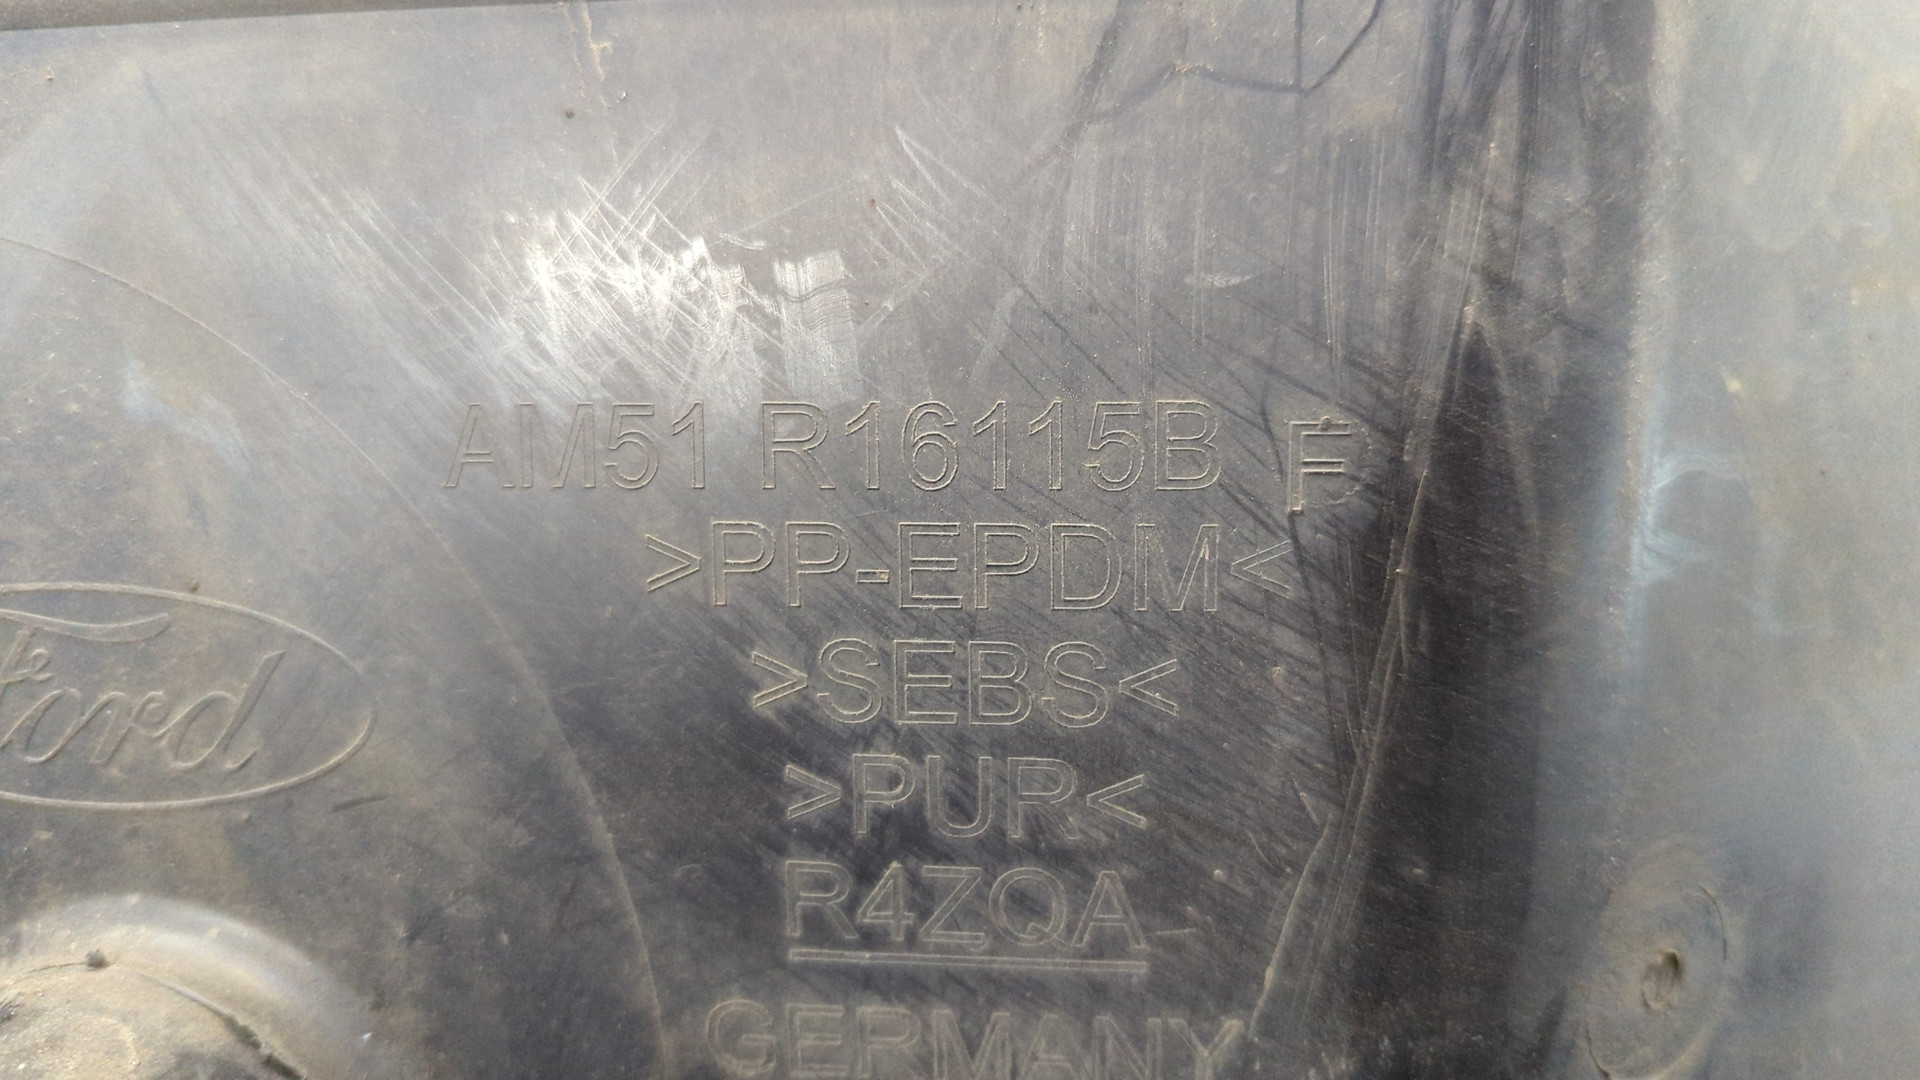 AM51 R16115B F
>PP-EPDM<
>SEBS<
>PUR<
Ford
R4ZQA
GERMANY